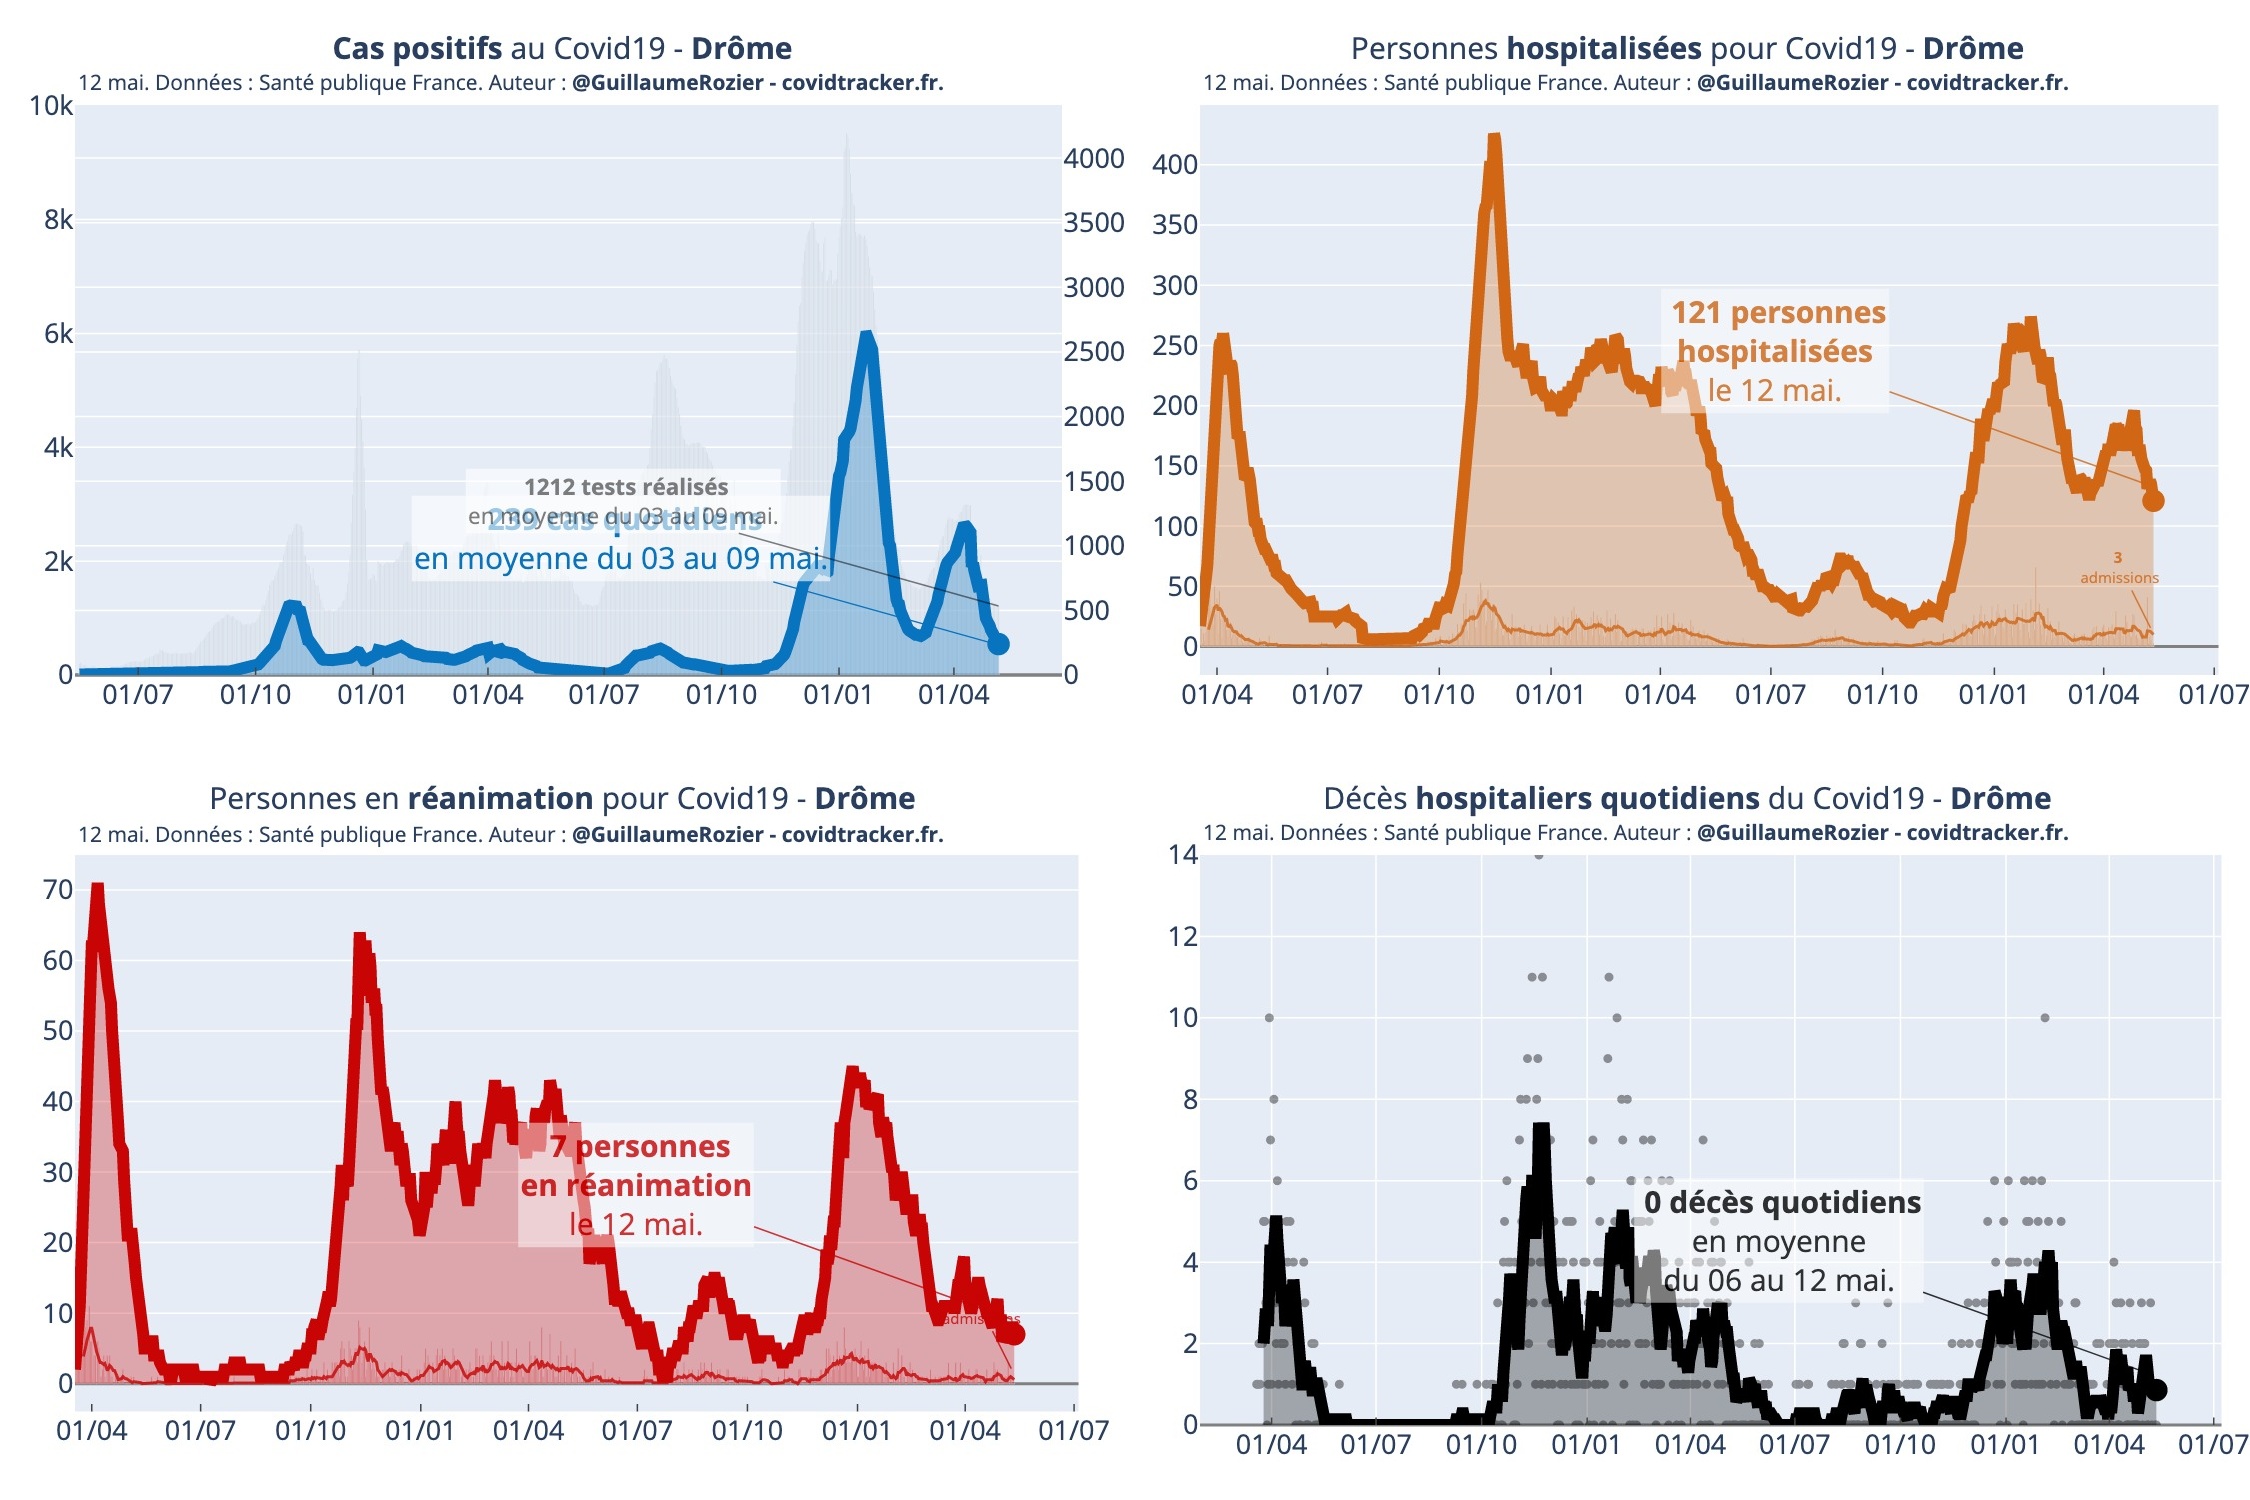 Cas positifs au Covid19 - Drôme
12 mai. Données : Santé publique France. Auteur : @GuillaumeRozier - covidtracker.fr.
10k
8k
6k
4k
2k
0
4000
3500
3000
2500
2000
1500
1000
500
0
1212 tests réalisés
en moyenne du 03 au 09 mai.
239 cas quotidiens
en moyenne du 03 au 09 mai.
01/07 01/10 01/01 01/04 01/07 01/10 01/01 01/04
Personnes hospitalisées pour Covid19 - Drôme
12 mai. Données : Santé publique France. Auteur : @GuillaumeRozier - covidtracker.fr.
400
350
300
250
200
150
100
50
0
121 personnes
hospitalisées
le 12 mai.
3
admissions
01/04 01/07 01/10 01/01 01/04 01/07 01/10 01/01 01/04 01/07
Personnes en réanimation pour Covid19 - Drôme
12 mai. Données : Santé publique France. Auteur : @GuillaumeRozier - covidtracker.fr.
70
60
50
40
30
20
10
0
7 personnes
en réanimation
le 12 mai.
admissions
01/04 01/07 01/10 01/01 01/04 01/07 01/10 01/01 01/04 01/07
Décès hospitaliers quotidiens du Covid19 - Drôme
12 mai. Données : Santé publique France. Auteur : @GuillaumeRozier - covidtracker.fr.
14
12
10
8
6
4
2
0
0 décès quotidiens
en moyenne
du 06 au 12 mai.
01/04 01/07 01/10 01/01 01/04 01/07 01/10 01/01 01/04 01/07